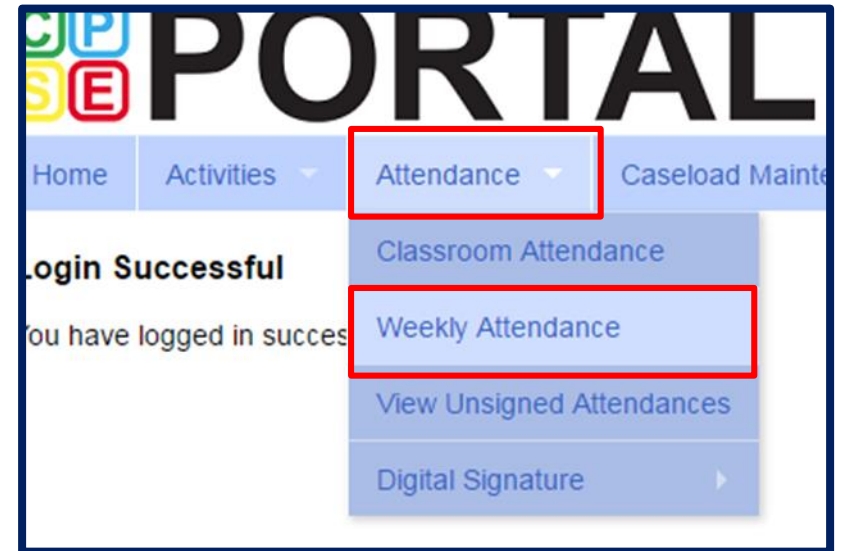 CP
SE
PORTAL
Home Activities Attendance Caseload Mainte
Login Successful
You have logged in succes
Classroom Attendance
Weekly Attendance
View Unsigned Attendances
Digital Signature